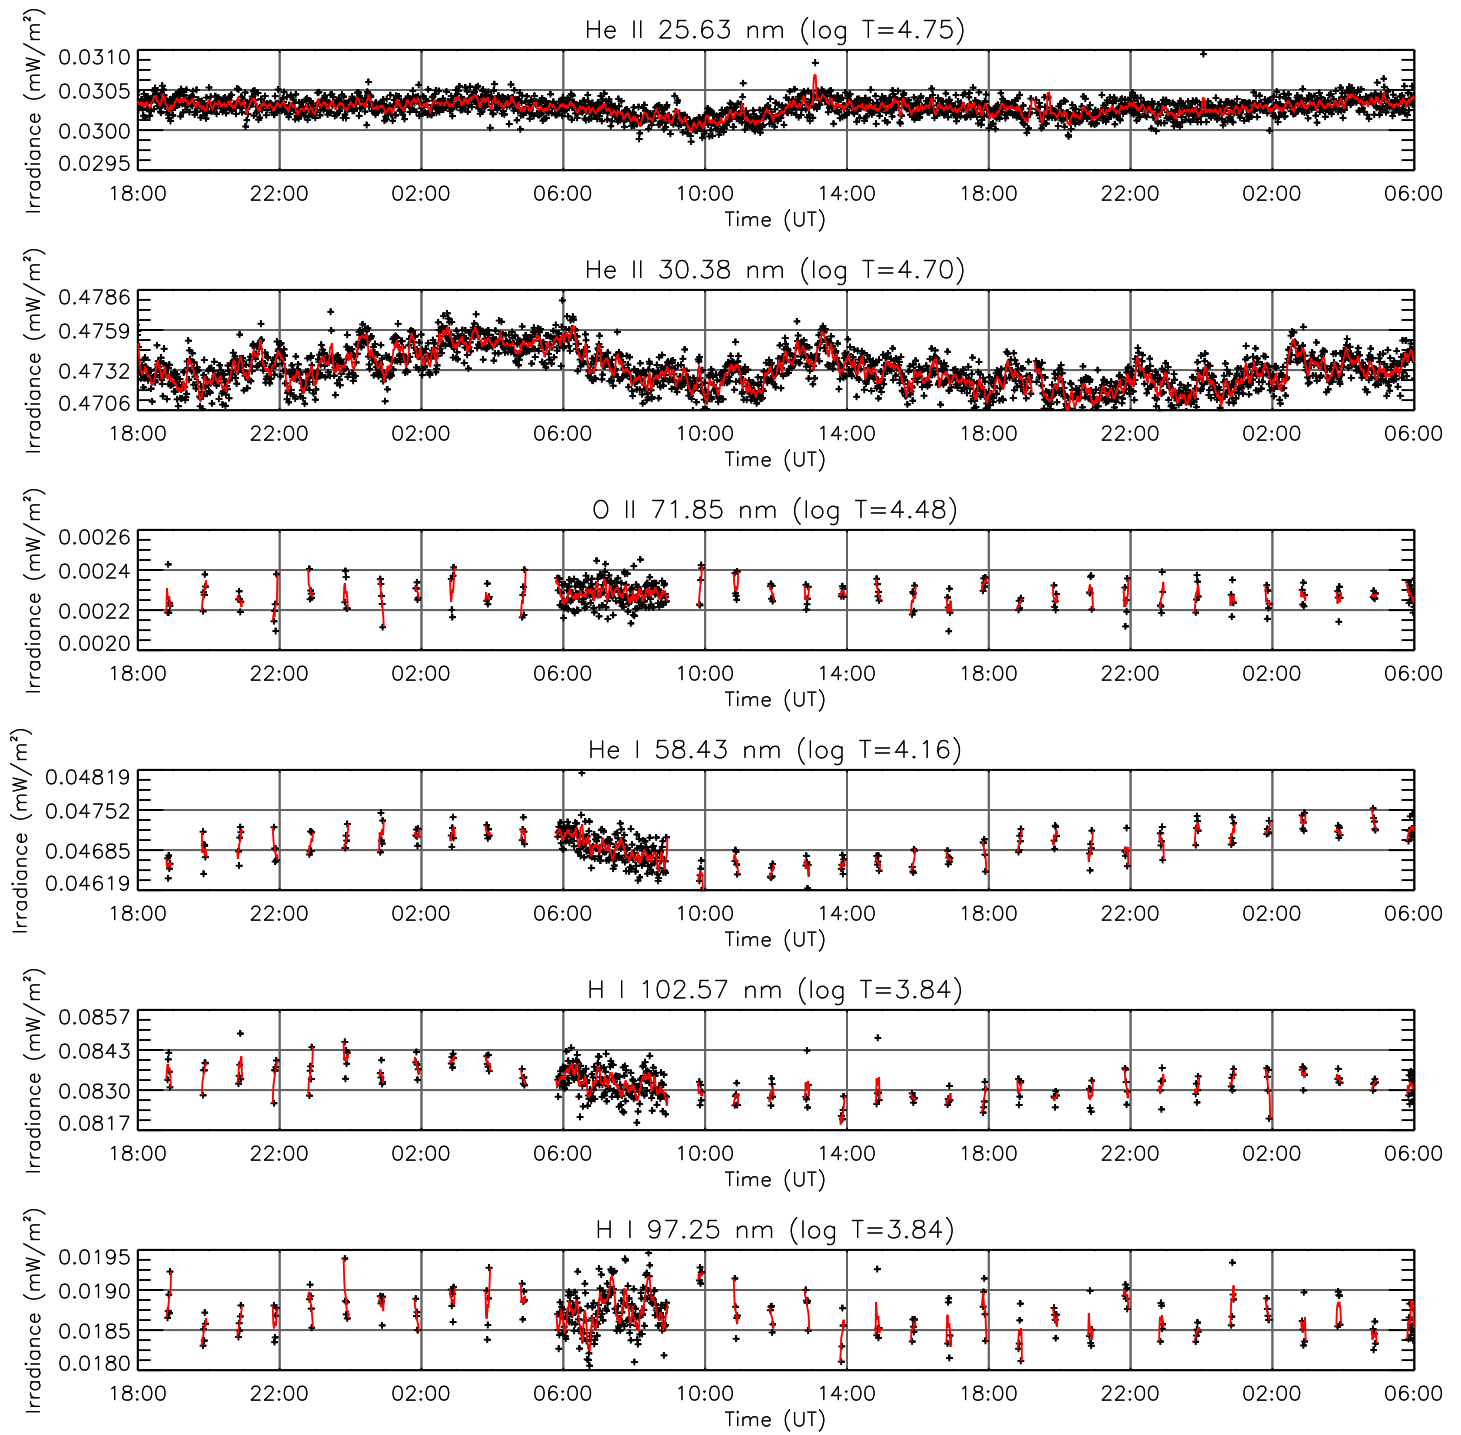 He II 25.63 nm (log T=4.75)
Irradiance (mW/m²)
0.0310
0.0305
0.0300
0.0295
18:00 22:00 02:00 06:00 10:00 14:00 18:00 22:00 02:00 06:00
Time (UT)
He II 30.38 nm (log T=4.70)
Irradiance (mW/m²)
0.4786
0.4759
0.4732
0.4706
18:00 22:00 02:00 06:00 10:00 14:00 18:00 22:00 02:00 06:00
Time (UT)
O II 71.85 nm (log T=4.48)
Irradiance (mW/m²)
0.0026
0.0024
0.0022
0.0020
18:00 22:00 02:00 06:00 10:00 14:00 18:00 22:00 02:00 06:00
Time (UT)
He I 58.43 nm (log T=4.16)
Irradiance (mW/m²)
0.04819
0.04752
0.04685
0.04619
18:00 22:00 02:00 06:00 10:00 14:00 18:00 22:00 02:00 06:00
Time (UT)
H I 102.57 nm (log T=3.84)
Irradiance (mW/m²)
0.0857
0.0843
0.0830
0.0817
18:00 22:00 02:00 06:00 10:00 14:00 18:00 22:00 02:00 06:00
Time (UT)
H I 97.25 nm (log T=3.84)
Irradiance (mW/m²)
0.0195
0.0190
0.0185
0.0180
18:00 22:00 02:00 06:00 10:00 14:00 18:00 22:00 02:00 06:00
Time (UT)